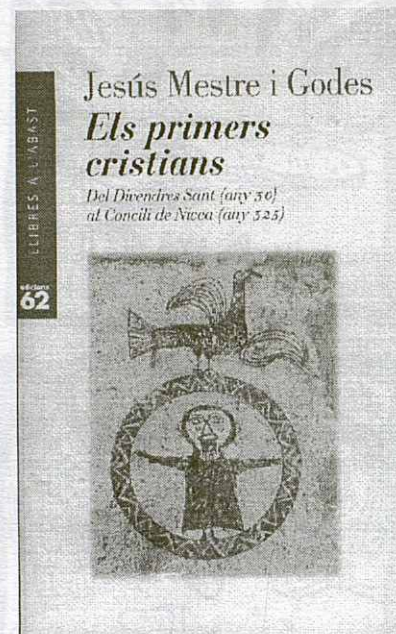 Jesús Mestre i Godes
Els primers
cristians
Del Divendres Sant (any 30)
al Concili de Nicea (any 325)
LLIBRES A L'ABAST
edicions
62